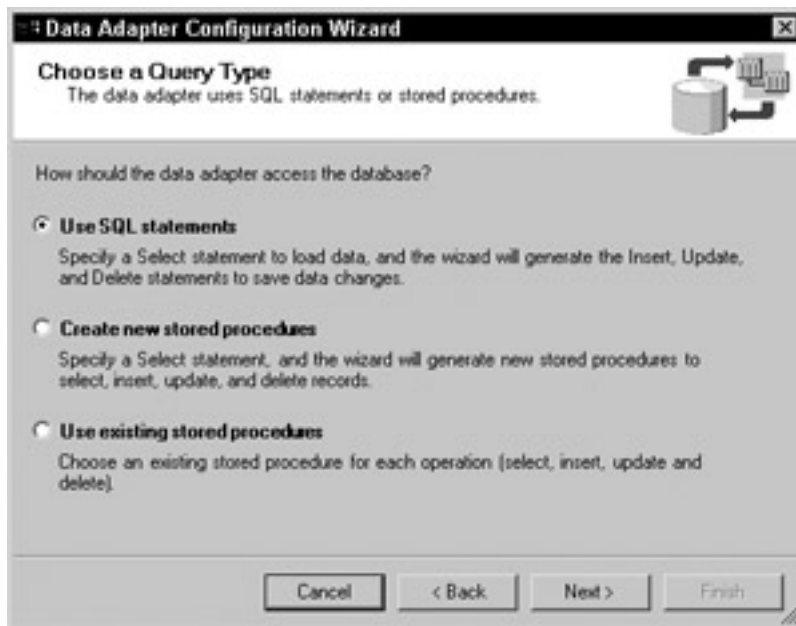 Data Adapter Configuration Wizard
Choose a Query Type
The data adapter uses SQL statements or stored procedures.
How should the data adapter access the database?
Use SQL statements
Specify a Select statement to load data, and the wizard will generate the Insert, Update,
and Delete statements to save data changes.
Create new stored procedures
Specify a Select statement, and the wizard will generate new stored procedures to
select, insert, update, and delete records.
Use existing stored procedures
Choose an existing stored procedure for each operation (select, insert, update and
delete).
Cancel
< Back
Next >
Finish